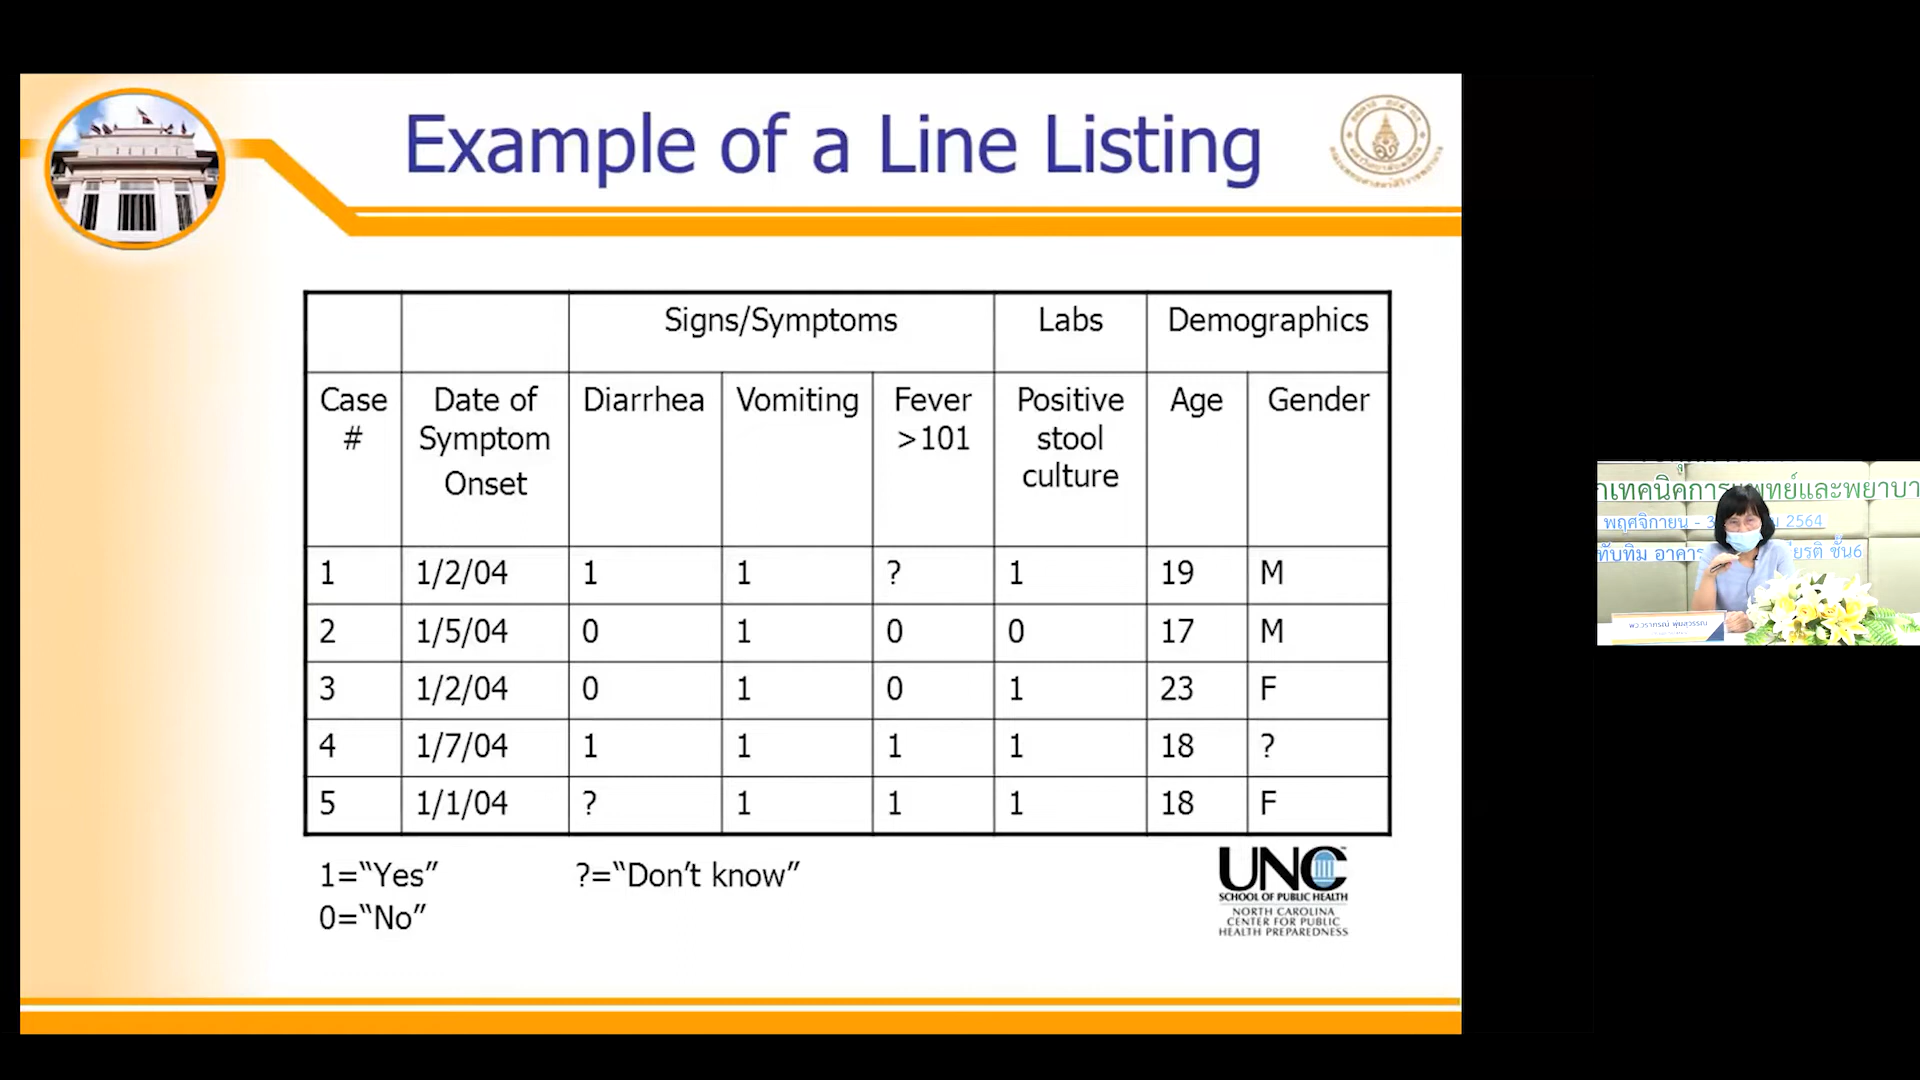 Example of a Line Listing
Signs/Symptoms Labs Demographics
Case # Date of Symptom Onset Diarrhea Vomiting Fever >101 Positive stool culture Age Gender
1 1/2/04 1 1 ? 1 19 M
2 1/5/04 0 1 0 0 17 M
3 1/2/04 0 1 0 1 23 F
4 1/7/04 1 1 1 1 18 ?
5 1/1/04 ? 1 1 1 18 F
1=“Yes” ?=“Don’t know”
0=“No”
UNC
SCHOOL OF PUBLIC HEALTH
NORTH CAROLINA
CENTER FOR PUBLIC
HEALTH PREPAREDNESS
กเทคนิคการแพทย์และพยาบา
พฤศจิกายน - 3 2564
ทับทิม อาคาร ยรติ ชั้น6